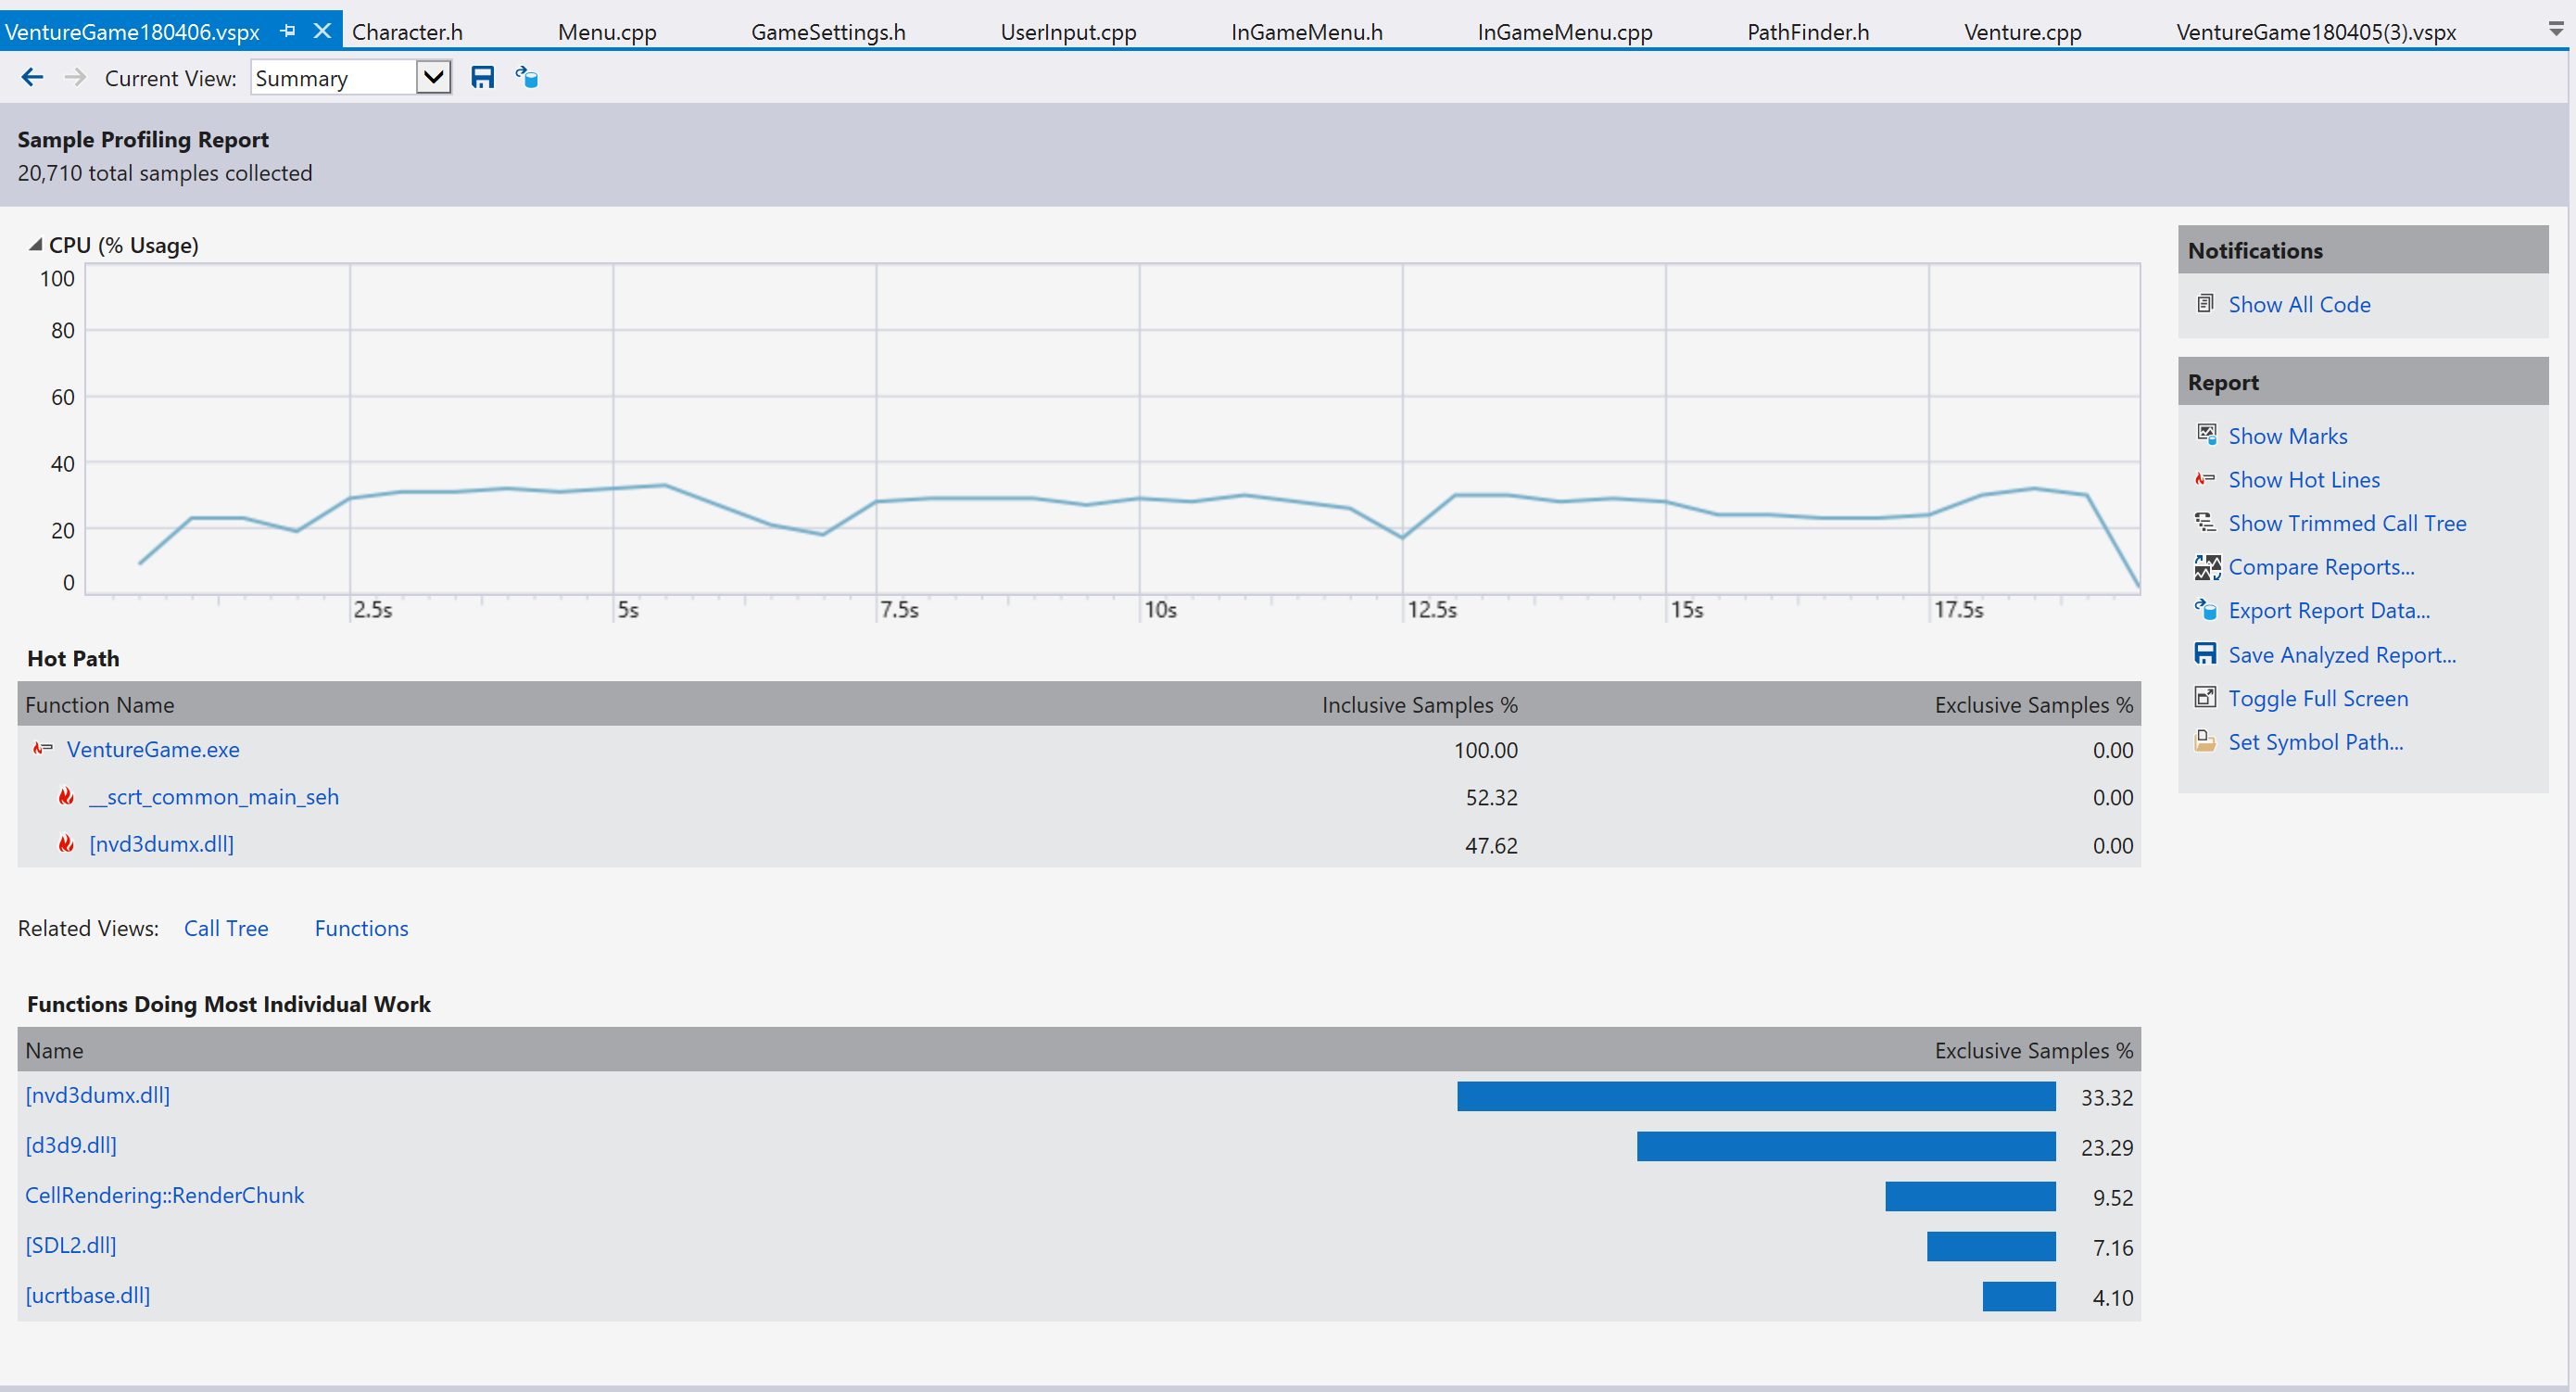 VentureGame180406.vspx Character.h Menu.cpp GameSettings.h UserInput.cpp InGameMenu.h InGameMenu.cpp PathFinder.h Venture.cpp VentureGame180405(3).vspx
Current View: Summary
Sample Profiling Report
20,710 total samples collected
CPU (% Usage)
100
80
60
40
20
0
2.5s 5s 7.5s 10s 12.5s 15s 17.5s
Hot Path
Function Name Inclusive Samples % Exclusive Samples %
VentureGame.exe 100.00 0.00
__scrt_common_main_seh 52.32 0.00
[nvd3dumx.dll] 47.62 0.00
Related Views: Call Tree Functions
Functions Doing Most Individual Work
Name Exclusive Samples %
[nvd3dumx.dll] 33.32
[d3d9.dll] 23.29
CellRendering::RenderChunk 9.52
[SDL2.dll] 7.16
[ucrtbase.dll] 4.10
Notifications
Show All Code
Report
Show Marks
Show Hot Lines
Show Trimmed Call Tree
Compare Reports...
Export Report Data...
Save Analyzed Report...
Toggle Full Screen
Set Symbol Path...